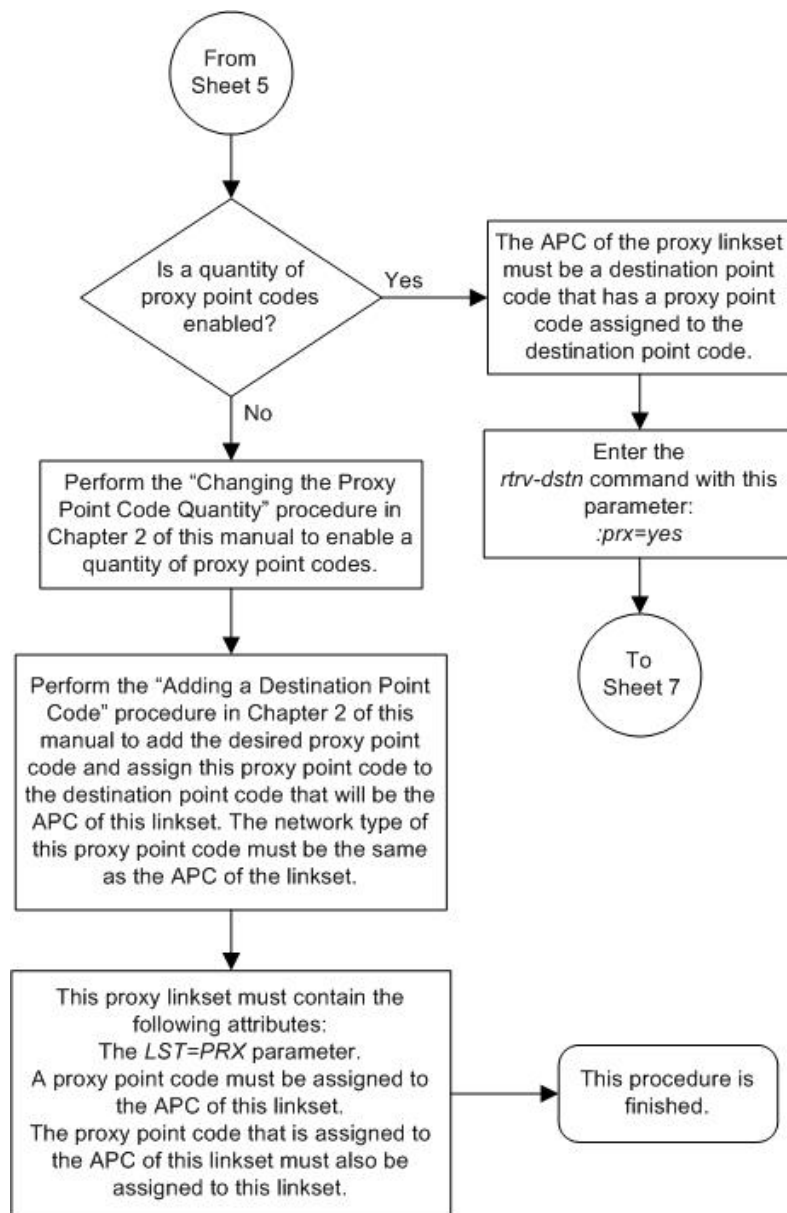 From
Sheet 5
Is a quantity of
proxy point codes
enabled?
Yes
The APC of the proxy linkset
must be a destination point
code that has a proxy point
code assigned to the
destination point code.
Enter the
rtrv-dstn command with this
parameter:
:prx=yes
To
Sheet 7
No
Perform the “Changing the Proxy
Point Code Quantity” procedure in
Chapter 2 of this manual to enable a
quantity of proxy point codes.
Perform the “Adding a Destination Point
Code” procedure in Chapter 2 of this
manual to add the desired proxy point
code and assign this proxy point code to
the destination point code that will be the
APC of this linkset. The network type of
this proxy point code must be the same
as the APC of the linkset.
This proxy linkset must contain the
following attributes:
The LST=PRX parameter.
A proxy point code must be assigned to
the APC of this linkset.
The proxy point code that is assigned to
the APC of this linkset must also be
assigned to this linkset.
This procedure is
finished.